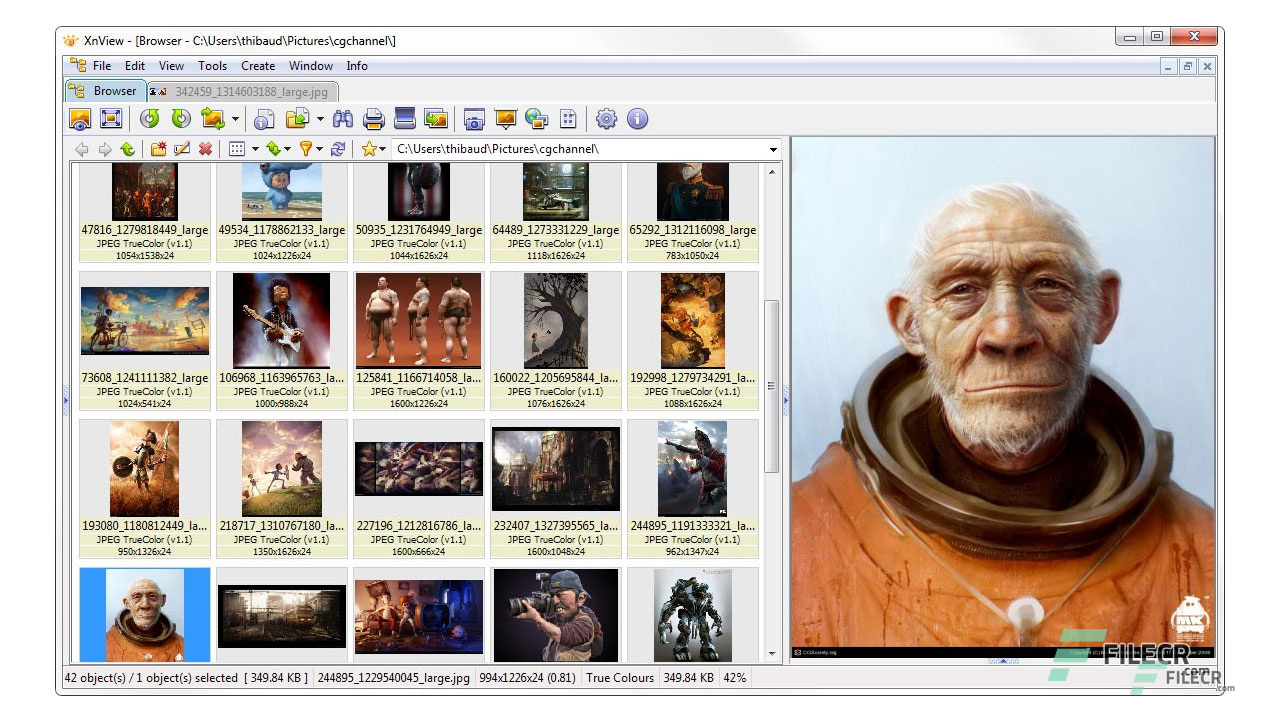 XnView - [Browser - C:\Users\thibaud\Pictures\cgchannel\]
File Edit View Tools Create Window Info
Browser 342459_1314603188_large.jpg
C:\Users\thibaud\Pictures\cgchannel\
47816_1279818449_large 49534_1178862133_large 50935_1231764949_large 64489_1273331229_large 65292_1312116098_large
JPEG TrueColor (v1.1) JPEG TrueColor (v1.1) JPEG TrueColor (v1.1) JPEG TrueColor (v1.1) JPEG TrueColor (v1.1)
1054x1538x24 1024x1226x24 1044x1626x24 1118x1626x24 783x1050x24
73608_1241111382_large 106968_1163965763_la... 125841_1166714058_la... 160022_1205695844_la... 192998_1279734291_la...
JPEG TrueColor (v1.1) JPEG TrueColor (v1.1) JPEG TrueColor (v1.1) JPEG TrueColor (v1.1) JPEG TrueColor (v1.1)
1024x541x24 1000x988x24 1600x1226x24 1076x1626x24 1088x1626x24
193080_1180812449_la... 218717_1310767180_la... 227196_1212816786_la... 232407_1327395565_la... 244895_1191333321_la...
JPEG TrueColor (v1.1) JPEG TrueColor (v1.1) JPEG TrueColor (v1.1) JPEG TrueColor (v1.1) JPEG TrueColor (v1.1)
950x1326x24 1350x1626x24 1600x666x24 1600x1048x24 962x1347x24
MK
CGSociety.org
FILECR
.com
42 object(s) / 1 object(s) selected [ 349.84 KB ] 244895_1229540045_large.jpg 994x1226x24 (0.81) True Colours 349.84 KB 42%
FILECR
.com